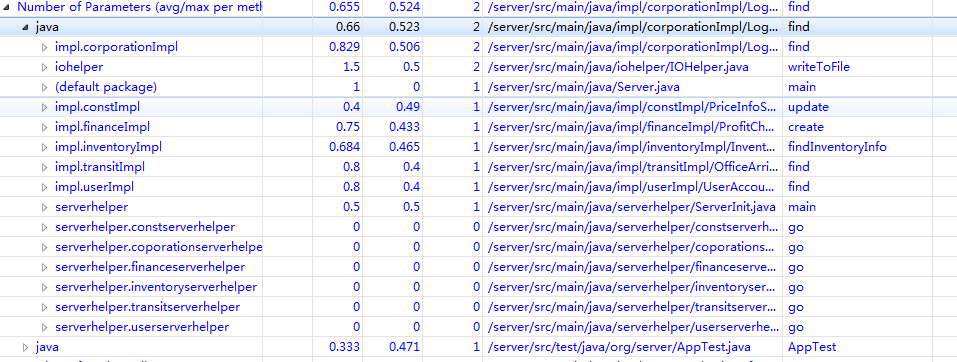 Number of Parameters (avg/max per meth 0.655 0.524 2 /server/src/main/java/impl/corporationImpl/Log... find
java 0.66 0.523 2 /server/src/main/java/impl/corporationImpl/Log... find
impl.corporationImpl 0.829 0.506 2 /server/src/main/java/impl/corporationImpl/Log... find
iohelper 1.5 0.5 2 /server/src/main/java/iohelper/IOHelper.java writeToFile
(default package) 1 0 1 /server/src/main/java/Server.java main
impl.constImpl 0.4 0.49 1 /server/src/main/java/impl/constImpl/PriceInfoS... update
impl.financeImpl 0.75 0.433 1 /server/src/main/java/impl/financeImpl/ProfitCh... create
impl.inventoryImpl 0.684 0.465 1 /server/src/main/java/impl/inventoryImpl/Invent... findInventoryInfo
impl.transitImpl 0.8 0.4 1 /server/src/main/java/impl/transitImpl/OfficeArri... find
impl.userImpl 0.8 0.4 1 /server/src/main/java/impl/userImpl/UserAccou... find
serverhelper 0.5 0.5 1 /server/src/main/java/serverhelper/ServerInit.java main
serverhelper.constserverhelper 0 0 0 /server/src/main/java/serverhelper/constserverh... go
serverhelper.coporationserverhelpe 0 0 0 /server/src/main/java/serverhelper/coporations... go
serverhelper.financeserverhelper 0 0 0 /server/src/main/java/serverhelper/financeserve... go
serverhelper.inventoryserverhelper 0 0 0 /server/src/main/java/serverhelper/inventoryser... go
serverhelper.transitserverhelper 0 0 0 /server/src/main/java/serverhelper/transitserver... go
serverhelper.userserverhelper 0 0 0 /server/src/main/java/serverhelper/userserverhe... go
java 0.333 0.471 1 /server/src/test/java/org/server/AppTest.java AppTest